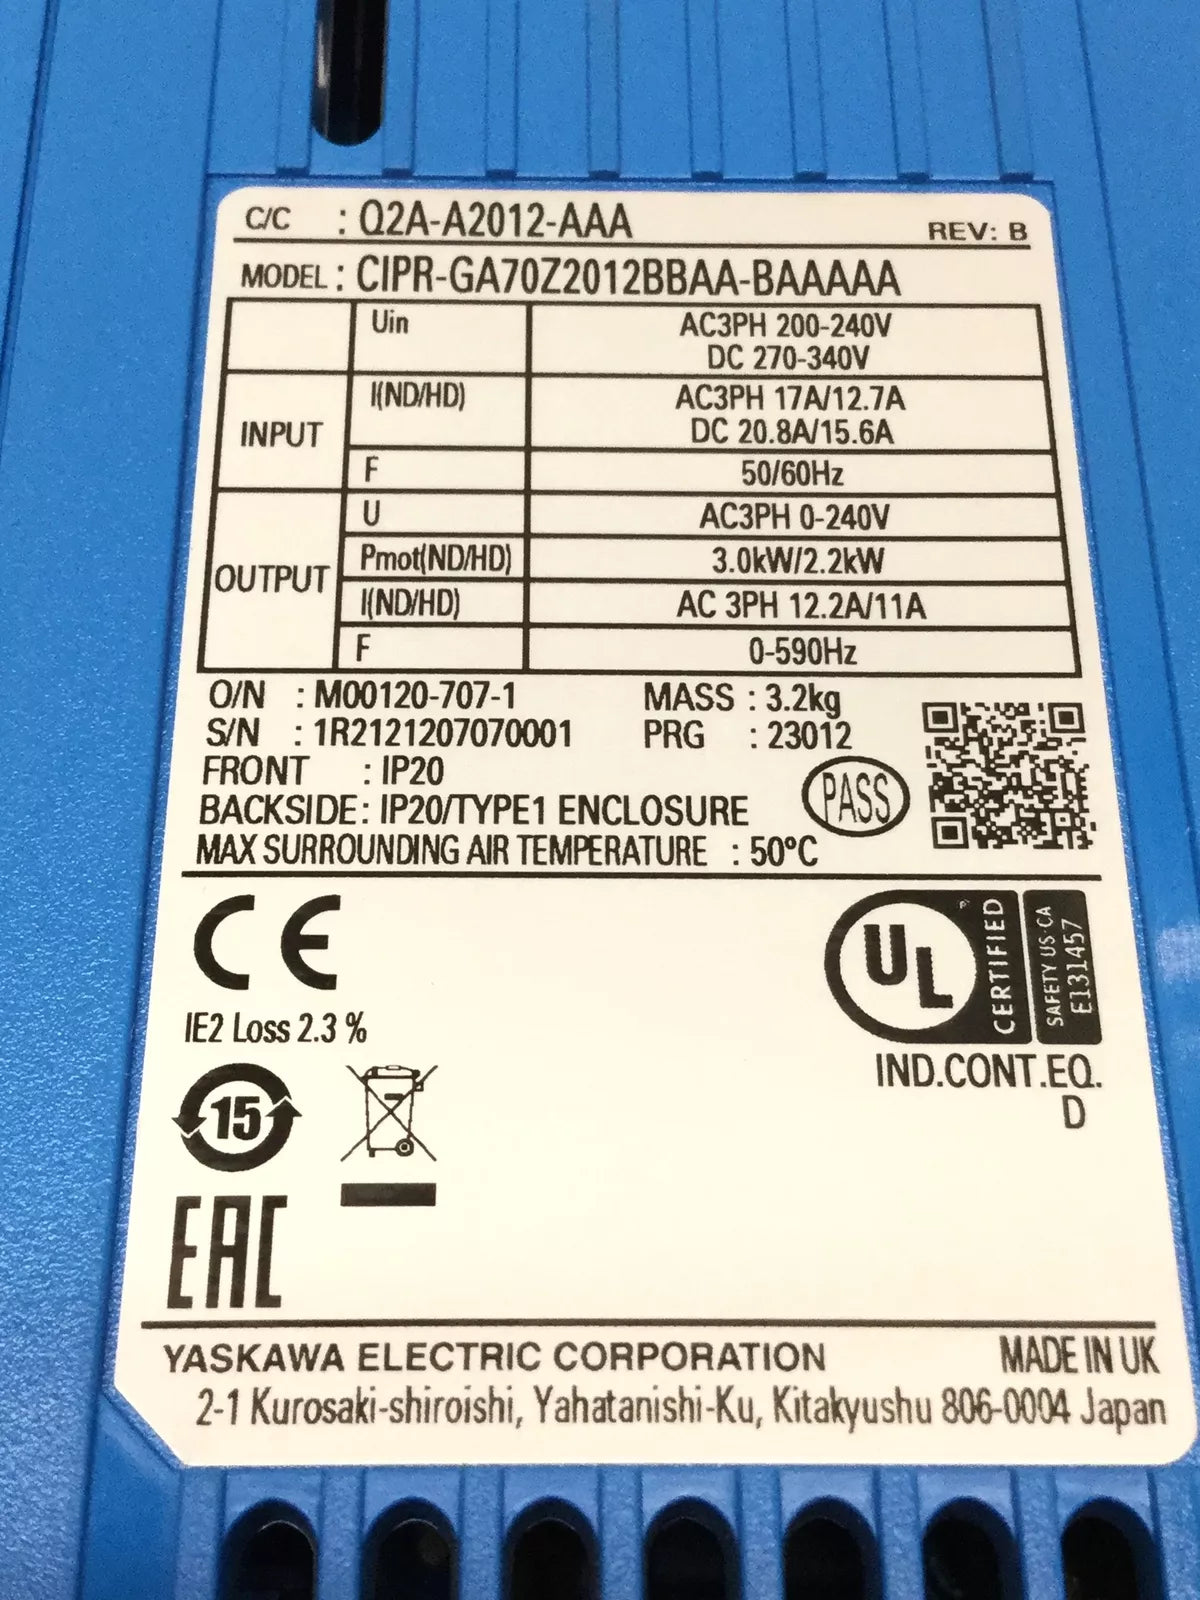 C/C : Q2A-A2012-AAA REV: B
MODEL : CIPR-GA70Z2012BBAA-BAAAAA
Uin AC3PH 200-240V
DC 270-340V
INPUT I(ND/HD) AC3PH 17A/12.7A
DC 20.8A/15.6A
F 50/60Hz
OUTPUT U AC3PH 0-240V
Pmot(ND/HD) 3.0kW/2.2kW
I(ND/HD) AC 3PH 12.2A/11A
F 0-590Hz
O/N : M00120-707-1 MASS : 3.2kg
S/N : 1R2121207070001 PRG : 23012
FRONT : IP20
BACKSIDE : IP20/TYPE1 ENCLOSURE
PASS
MAX SURROUNDING AIR TEMPERATURE : 50°C
CE
UL ® CERTIFIED
SAFETY US·CA
E131457
IE2 Loss 2.3 %
IND.CONT.EQ.
D
15
EAC
YASKAWA ELECTRIC CORPORATION MADE IN UK
2-1 Kurosaki-shiroishi, Yahatanishi-Ku, Kitakyushu 806-0004 Japan